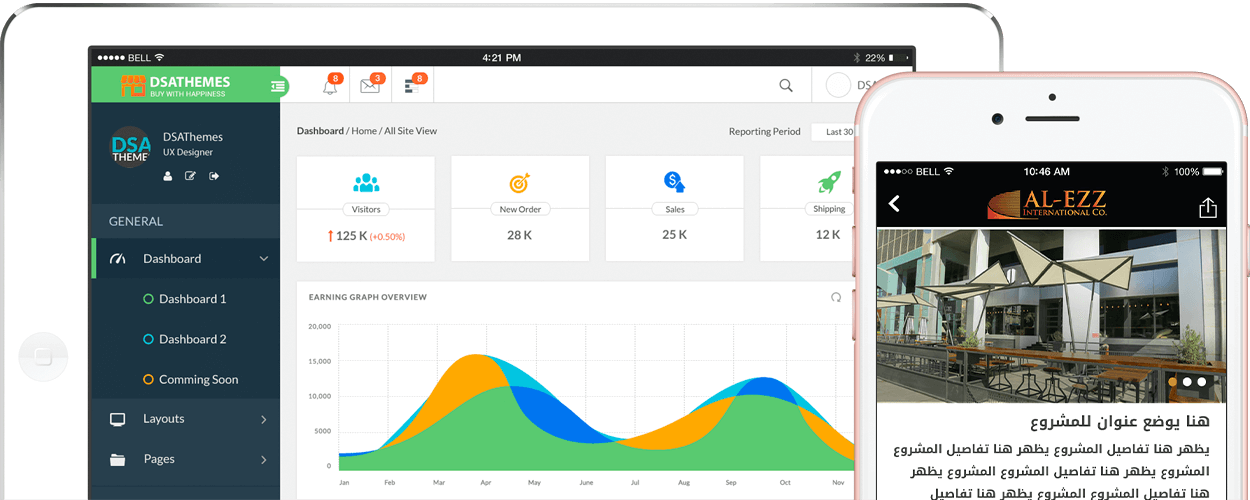 BELL
4:21 PM
22%
DSATHEMES
BUY WITH HAPPINESS
8
3
8
DSA
DSA
THEME
DSAThemes
UX Designer
GENERAL
Dashboard
Dashboard 1
Dashboard 2
Comming Soon
Layouts
Pages
Dashboard / Home / All Site View
Reporting Period
Last 30
Visitors
125 K (+0.50%)
New Order
28 K
Sales
25 K
Shipping
12 K
EARNING GRAPH OVERVIEW
20,000
15,000
10,000
5000
0
Jan Feb Mar Apr May June Jul Aug Sep Oct Nov
BELL
10:46 AM
100%
AL-EZZ
INTERNATIONAL CO.
هنا يوضع عنوان للمشروع
يظهر هنا تفاصيل المشروع يظهر هنا تفاصيل المشروع
المشروع يظهر هنا تفاصيل المشروع المشروع يظهر
هنا تفاصيل المشروع المشروع يظهر هنا تفاصيل